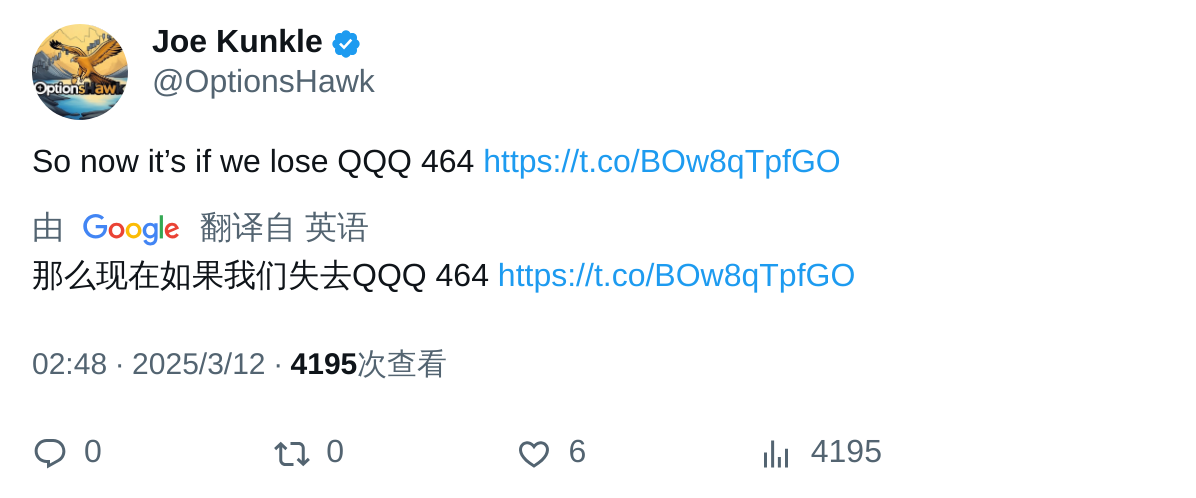 Joe Kunkle
@OptionsHawk
OptionsHawk
So now it’s if we lose QQQ 464 https://t.co/BOw8qTpfGO
由 Google 翻译自 英语
那么现在如果我们失去QQQ 464 https://t.co/BOw8qTpfGO
02:48 · 2025/3/12 · 4195次查看
0 0 6 4195